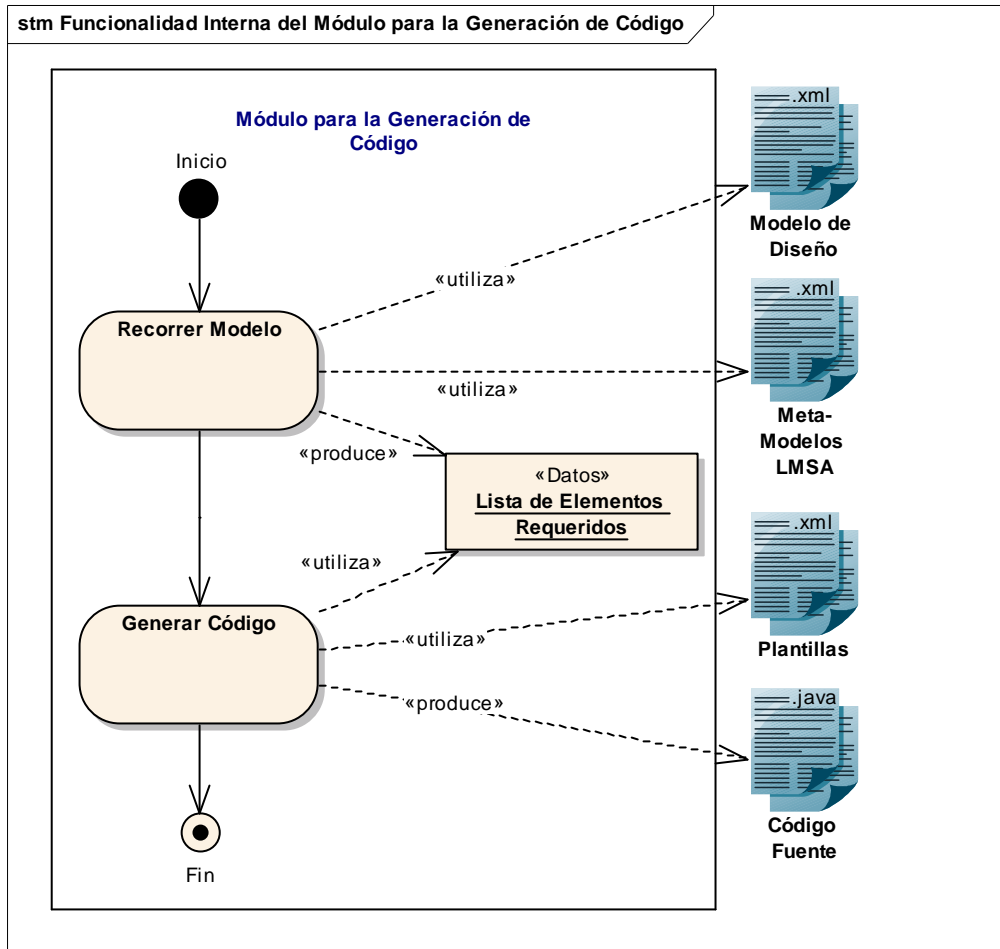 stm Funcionalidad Interna del Módulo para la Generación de Código
Módulo para la Generación de
Código
Inicio
.xml
Modelo de
Diseño
«utiliza»
.xml
Recorrer Modelo
«utiliza»
Meta-
Modelos
LMSA
«produce»
«Datos»
Lista de Elementos
Requeridos
.xml
«utiliza»
Generar Código
«utiliza»
Plantillas
.java
«produce»
Código
Fuente
Fin